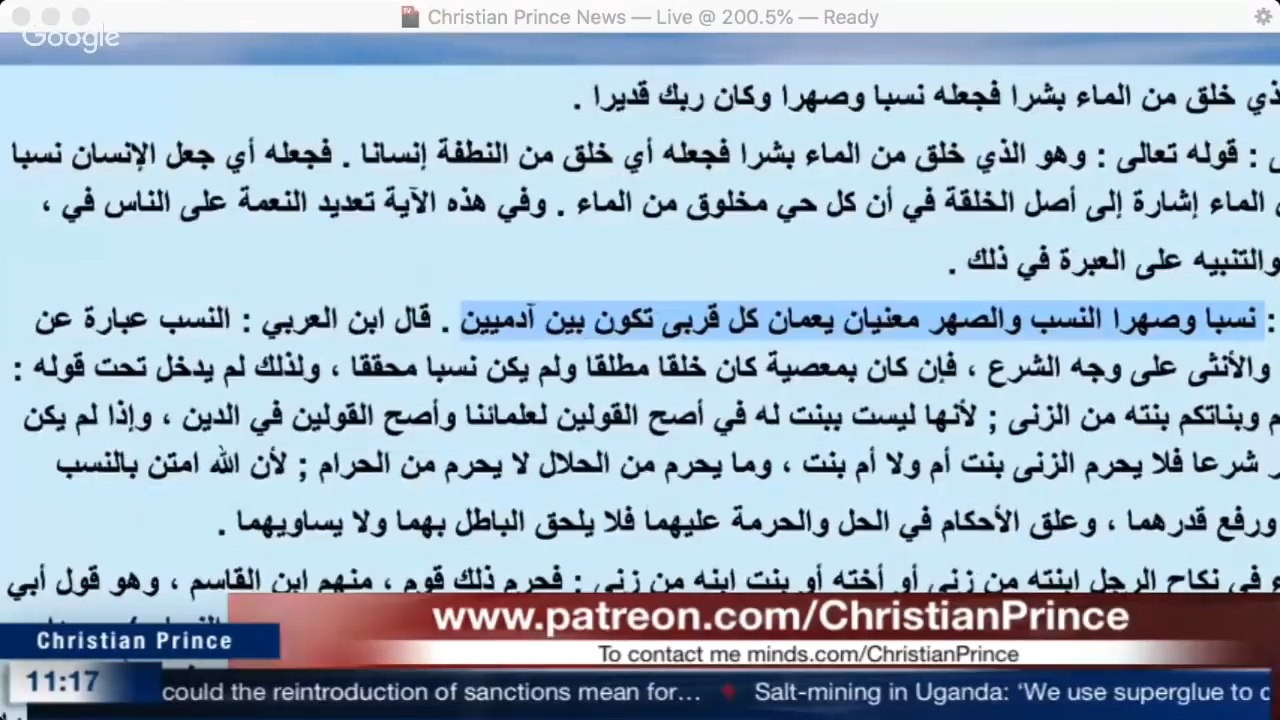 Christian Prince News — Live @ 200.5% — Ready
Google
خلق من الماء بشرا فجعله نسبا وصهرا وكان ربك قديرا .
: قوله تعالى : وهو الذي خلق من الماء بشرا فجعله أي خلق من النطفة إنسانا . فجعله أي جعل الإنسان نسبا
الماء إشارة إلى أصل الخلقة في أن كل حي مخلوق من الماء . وفي هذه الآية تعديد النعمة على الناس في ،
والتنبيه على العبرة في ذلك .
: نسبا وصهرا النسب والصهر معنيان يعمان كل قربى تكون بين آدميين . قال ابن العربي : النسب عبارة عن
والأنثى على وجه الشرع ، فإن كان بمعصية كان خلقا مطلقا ولم يكن نسبا محققا ، ولذلك لم يدخل تحت قوله :
وبناتكم بنته من الزنى ; لأنها ليست ببنت له في أصح القولين لعلمائنا وأصح القولين في الدين ، وإذا لم يكن
شرعا فلا يحرم الزنى بنت أم ولا أم بنت ، وما يحرم من الحلال لا يحرم من الحرام ; لأن الله امتن بالنسب
ورفع قدرهما ، وعلق الأحكام في الحل والحرمة عليهما فلا يلحق الباطل بهما ولا يساويهما .
في نكاح الرجل ابنته من زنى أو أخته أو بنت ابنه من زنى : فحرم ذلك قوم ، منهم ابن القاسم ، وهو قول أبي
www.patreon.com/ChristianPrince
Christian Prince
To contact me minds.com/ChristianPrince
11:17
could the reintroduction of sanctions mean for... Salt-mining in Uganda: ‘We use superglue to